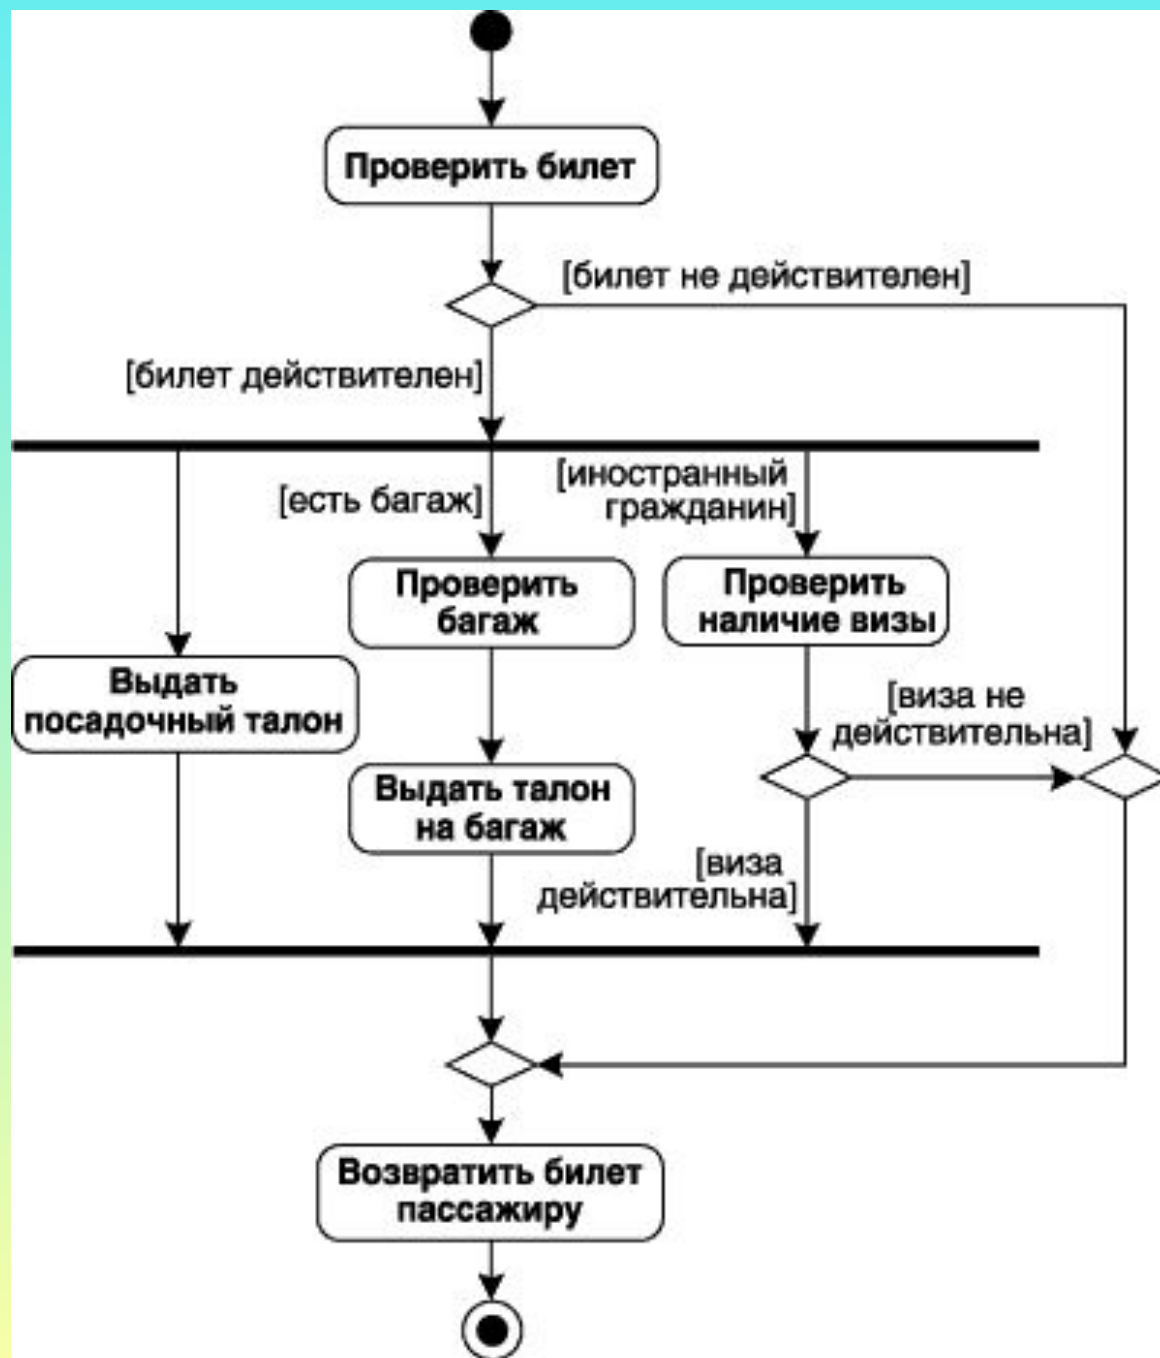 Проверить билет
[билет не действителен]
[билет действителен]
[есть багаж]
[иностранный
гражданин]
Проверить
багаж
Проверить
наличие визы
Выдать
посадочный талон
[виза не
действительна]
Выдать талон
на багаж
[виза
действительна]
Возвратить билет
пассажиру